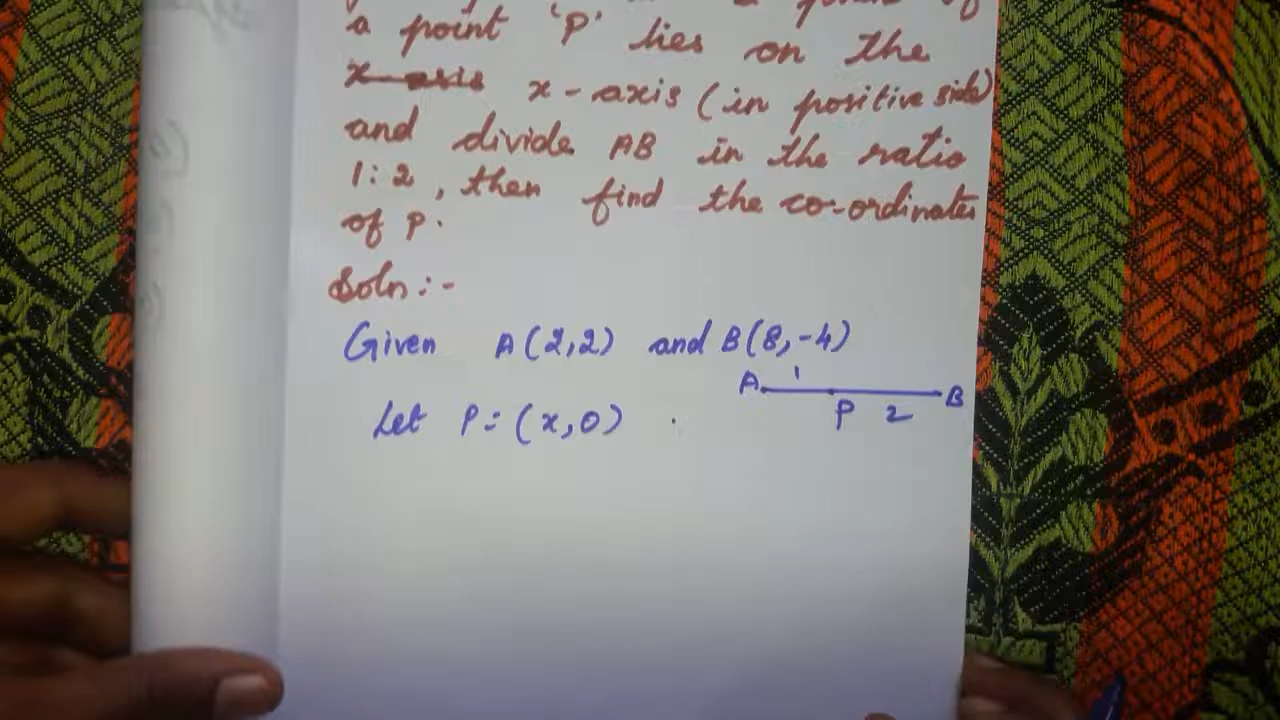 a point 'P' lies on the
x-axis x-axis (in positive side)
and divide AB in the ratio
1:2, then find the co-ordinates
of P.
Soln:-
Given A(2,2) and B(8,-4)
A 1 B
Let P=(x,0) P 2